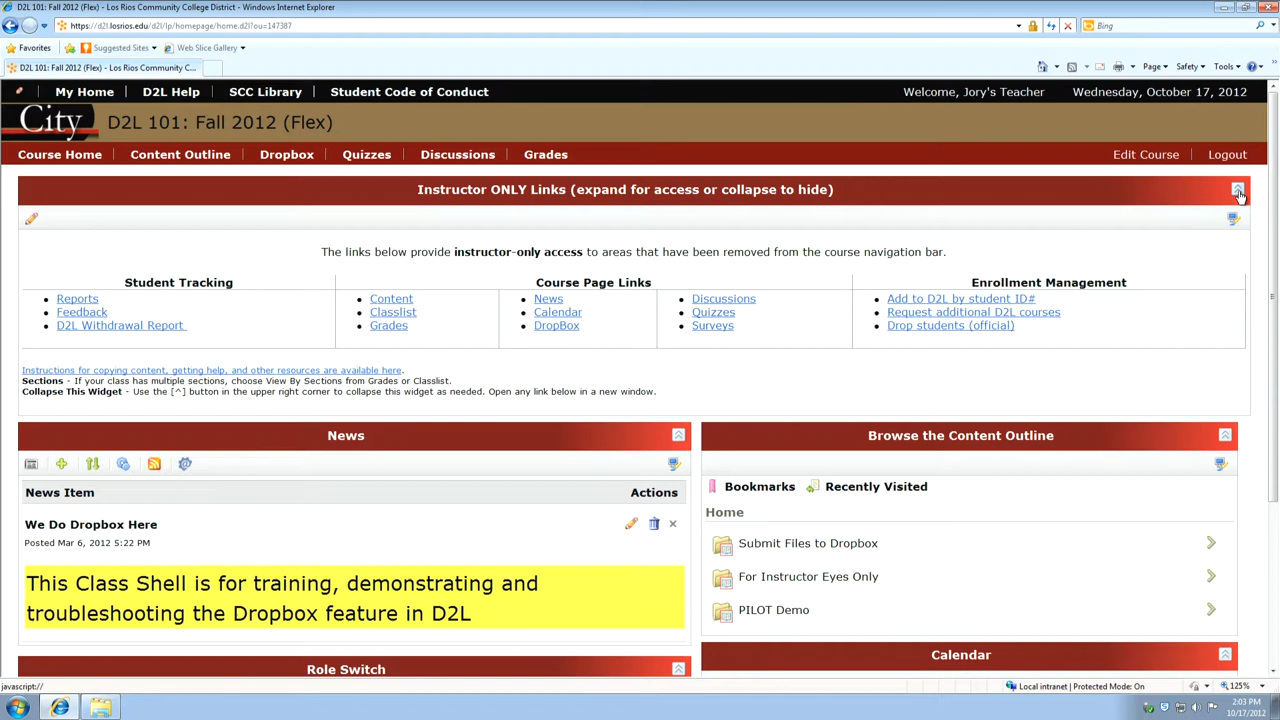 D2L 101: Fall 2012 (Flex) - Los Rios Community College District - Windows Internet Explorer
https://d2l.losrios.edu/d2l/lp/homepage/home.d2l?ou=147387
Bing
Favorites Suggested Sites Web Slice Gallery
D2L 101: Fall 2012 (Flex) - Los Rios Community C...
Page Safety Tools
My Home D2L Help SCC Library Student Code of Conduct Welcome, Jory's Teacher Wednesday, October 17, 2012
City D2L 101: Fall 2012 (Flex)
Course Home Content Outline Dropbox Quizzes Discussions Grades Edit Course Logout
Instructor ONLY Links (expand for access or collapse to hide)
The links below provide instructor-only access to areas that have been removed from the course navigation bar.
Student Tracking Course Page Links Enrollment Management
Reports Content News Discussions Add to D2L by student ID#
Feedback Classlist Calendar Quizzes Request additional D2L courses
D2L Withdrawal Report Grades DropBox Surveys Drop students (official)
Instructions for copying content, getting help, and other resources are available here.
Sections - If your class has multiple sections, choose View By Sections from Grades or Classlist.
Collapse This Widget - Use the [^] button in the upper right corner to collapse this widget as needed. Open any link below in a new window.
News Browse the Content Outline
Bookmarks Recently Visited
News Item Actions
Home
We Do Dropbox Here
Posted Mar 6, 2012 5:22 PM
Submit Files to Dropbox
This Class Shell is for training, demonstrating and
troubleshooting the Dropbox feature in D2L
For Instructor Eyes Only
PILOT Demo
Role Switch Calendar
javascript:// Local intranet | Protected Mode: On 125%
2:03 PM
10/17/2012